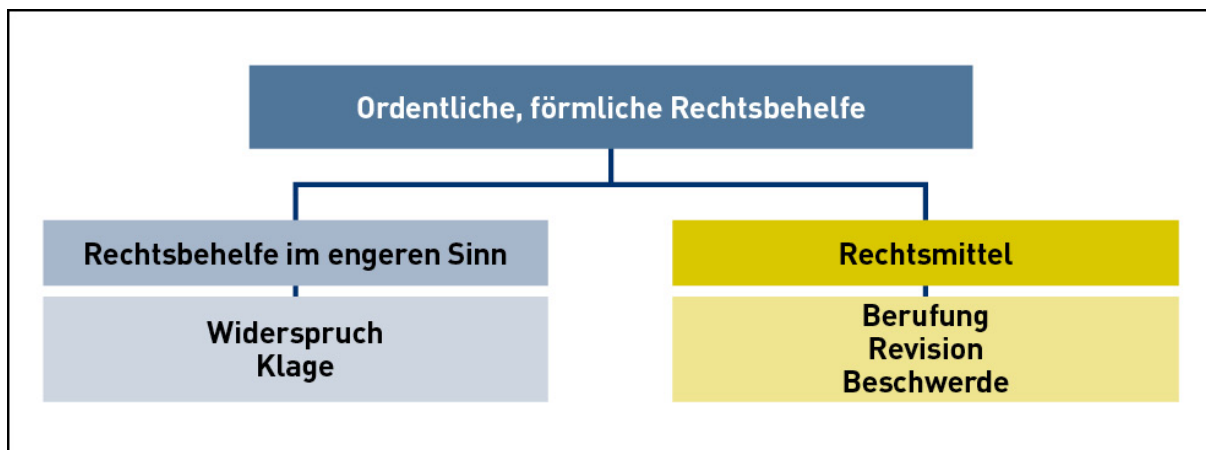 Ordentliche, förmliche Rechtsbehelfe
Rechtsbehelfe im engeren Sinn
Widerspruch
Klage
Rechtsmittel
Berufung
Revision
Beschwerde